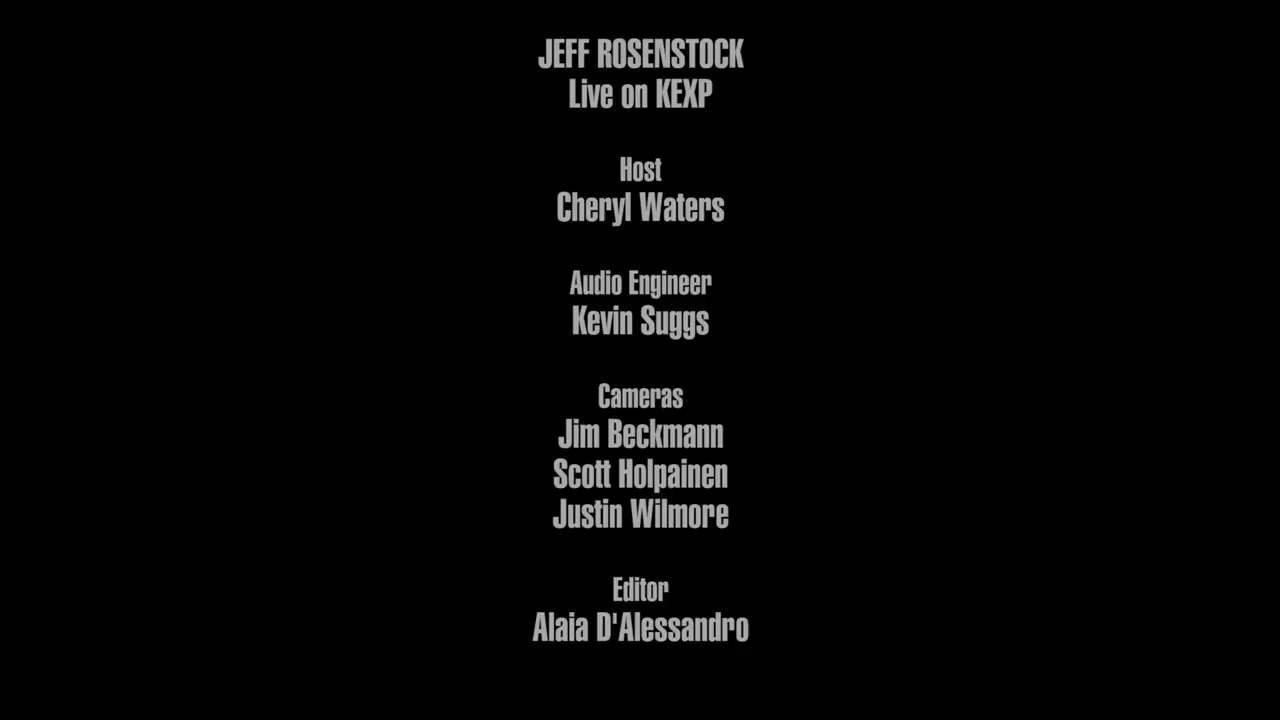 JEFF ROSENSTOCK
Live on KEXP
Host
Cheryl Waters
Audio Engineer
Kevin Suggs
Cameras
Jim Beckmann
Scott Holpainen
Justin Wilmore
Editor
Alaia D'Alessandro